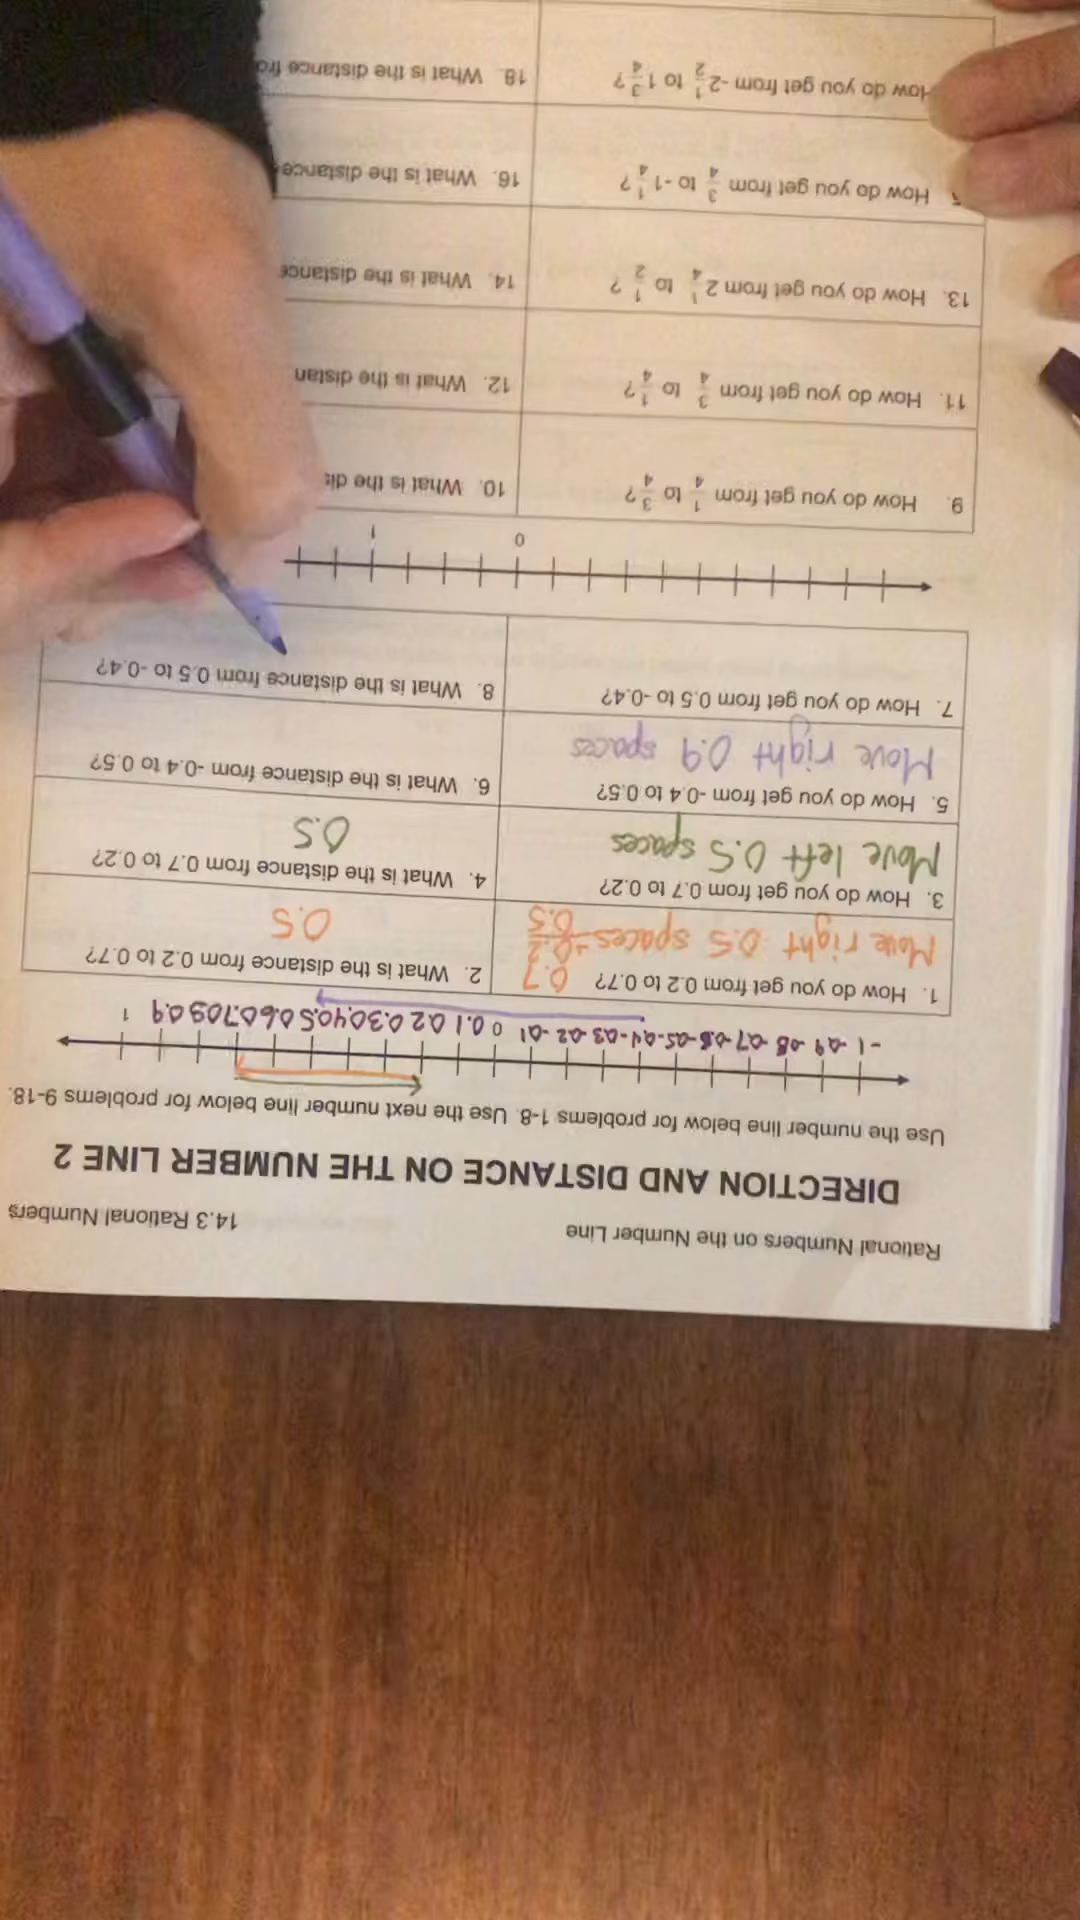 Rational Numbers on the Number Line
14.3 Rational Numbers
DIRECTION AND DISTANCE ON THE NUMBER LINE 2
Use the number line below for problems 1-8. Use the next number line below for problems 9-18.
-1 -0.9 -0.8 -0.7 -0.6 -0.5 -0.4 -0.3 -0.2 -0.1 0 0.1 0.2 0.3 0.4 0.5 0.6 0.7 0.8 0.9 1
1. How do you get from 0.2 to 0.7?
0.7
- 0.2
0.5
Move right 0.5 spaces
2. What is the distance from 0.2 to 0.7?
0.5
3. How do you get from 0.7 to 0.2?
Move left 0.5 spaces
4. What is the distance from 0.7 to 0.2?
0.5
5. How do you get from -0.4 to 0.5?
Move right 0.9 spaces
6. What is the distance from -0.4 to 0.5?
7. How do you get from 0.5 to -0.4?
8. What is the distance from 0.5 to -0.4?
0 1
9. How do you get from 1/4 to 3/4?
10. What is the
11. How do you get from 3/4 to 1/4?
12. What is the distan
13. How do you get from 2 1/4 to 1/2?
14. What is the distance
How do you get from 3/4 to -1 1/4?
16. What is the distance
How do you get from -2 1/2 to 1 3/4?
18. What is the distance fro